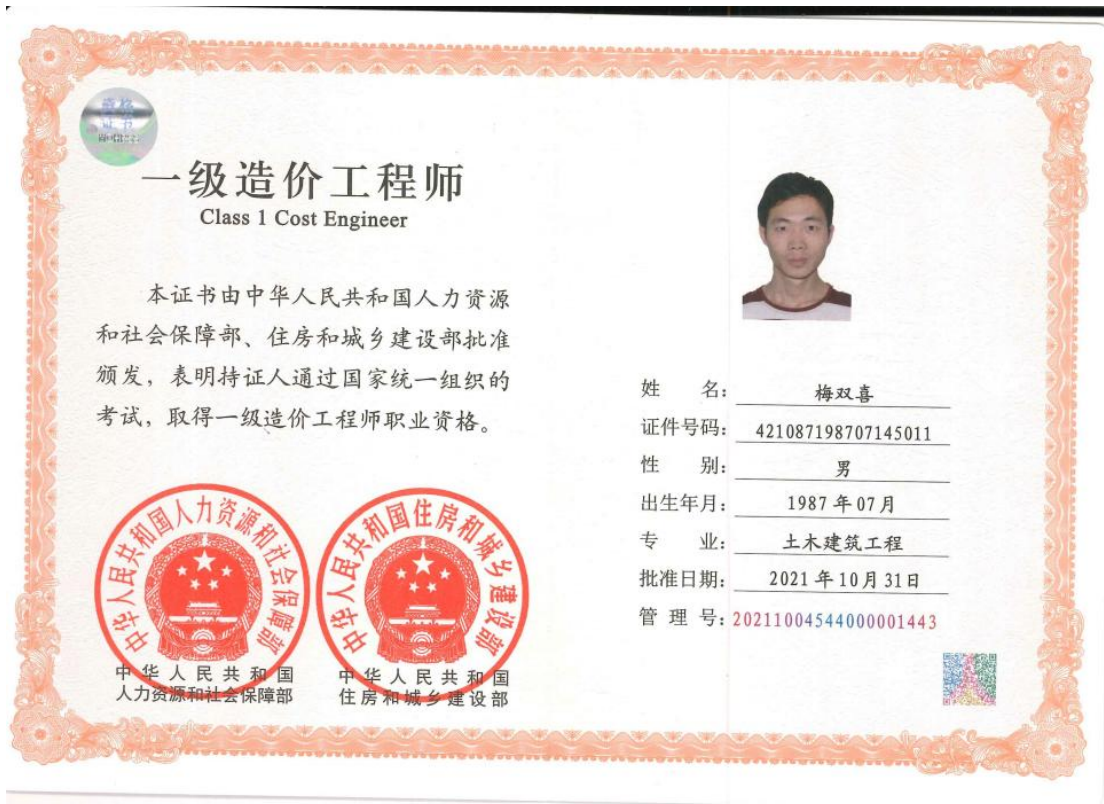 资格
证书
一级造价工程师
Class 1 Cost Engineer
本证书由中华人民共和国人力资源
和社会保障部、住房和城乡建设部批准
颁发，表明持证人通过国家统一组织的
考试，取得一级造价工程师职业资格。
中华人民共和国人力资源和社会保障部
中华人民共和国住房和城乡建设部
中华人民共和国
人力资源和社会保障部
中华人民共和国
住房和城乡建设部
姓 名： 梅双喜
证件号码： 421087198707145011
性 别： 男
出生年月： 1987年07月
专 业： 土木建筑工程
批准日期： 2021年10月31日
管 理 号： 20211004544000001443